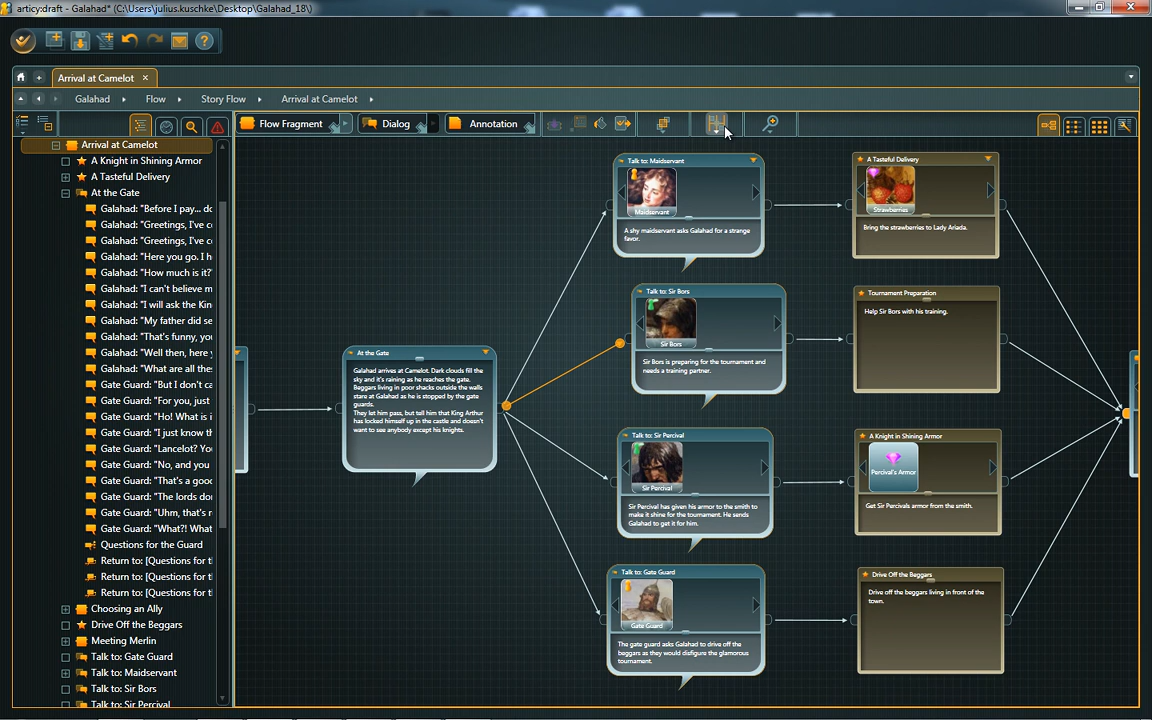 articy:draft - Galahad* (C:\Users\julius.kuschke\Desktop\Galahad_18\)
Arrival at Camelot
Galahad
Flow
Story Flow
Arrival at Camelot
Flow Fragment
Dialog
Annotation
Arrival at Camelot
A Knight in Shining Armor
A Tasteful Delivery
At the Gate
Galahad: "Before I pay... do
Galahad: "Greetings, I've c
Galahad: "Greetings, I've c
Galahad: "Here you go. I h
Galahad: "How much is it?"
Galahad: "I can't believe m
Galahad: "I will ask the Kin
Galahad: "My father did se
Galahad: "That's funny, you
Galahad: "Well then, here y
Galahad: "What are all the
Gate Guard: "But I don't ca
Gate Guard: "For you, just
Gate Guard: "Ho! What is i
Gate Guard: "I just know th
Gate Guard: "Lancelot? You
Gate Guard: "No, and you
Gate Guard: "That's a good
Gate Guard: "The lords don
Gate Guard: "Uhm, that's r
Gate Guard: "What?! What
Questions for the Guard
Return to: [Questions for t
Return to: [Questions for t
Return to: [Questions for t
Choosing an Ally
Drive Off the Beggars
Meeting Merlin
Talk to: Gate Guard
Talk to: Maidservant
Talk to: Sir Bors
Talk to: Sir Percival
At the Gate
Galahad arrives at Camelot. Dark clouds fill the
sky and it's raining as he reaches the gate.
Beggars living in poor shacks outside the walls
stare at Galahad as he is stopped by the gate
guards.
They let him pass, but tell him that King Arthur
has locked himself up in the castle and doesn't
want to see anybody except his knights.
Talk to: Maidservant
Maidservant
A shy maidservant asks Galahad for a strange
favor.
A Tasteful Delivery
Strawberries
Bring the strawberries to Lady Ariada.
Talk to: Sir Bors
Sir Bors
Sir Bors is preparing for the tournament and
needs a training partner.
Tournament Preparation
Help Sir Bors with his training.
Talk to: Sir Percival
Sir Percival
Sir Percival has given his armor to the smith to
make it shine for the tournament. He sends
Galahad to get it for him.
A Knight in Shining Armor
Percival's Armor
Get Sir Percivals armor from the smith.
Talk to: Gate Guard
Gate Guard
The gate guard asks Galahad to drive off the
beggars as they would disfigure the glamorous
tournament.
Drive Off the Beggars
Drive off the beggars living in front of the
town.